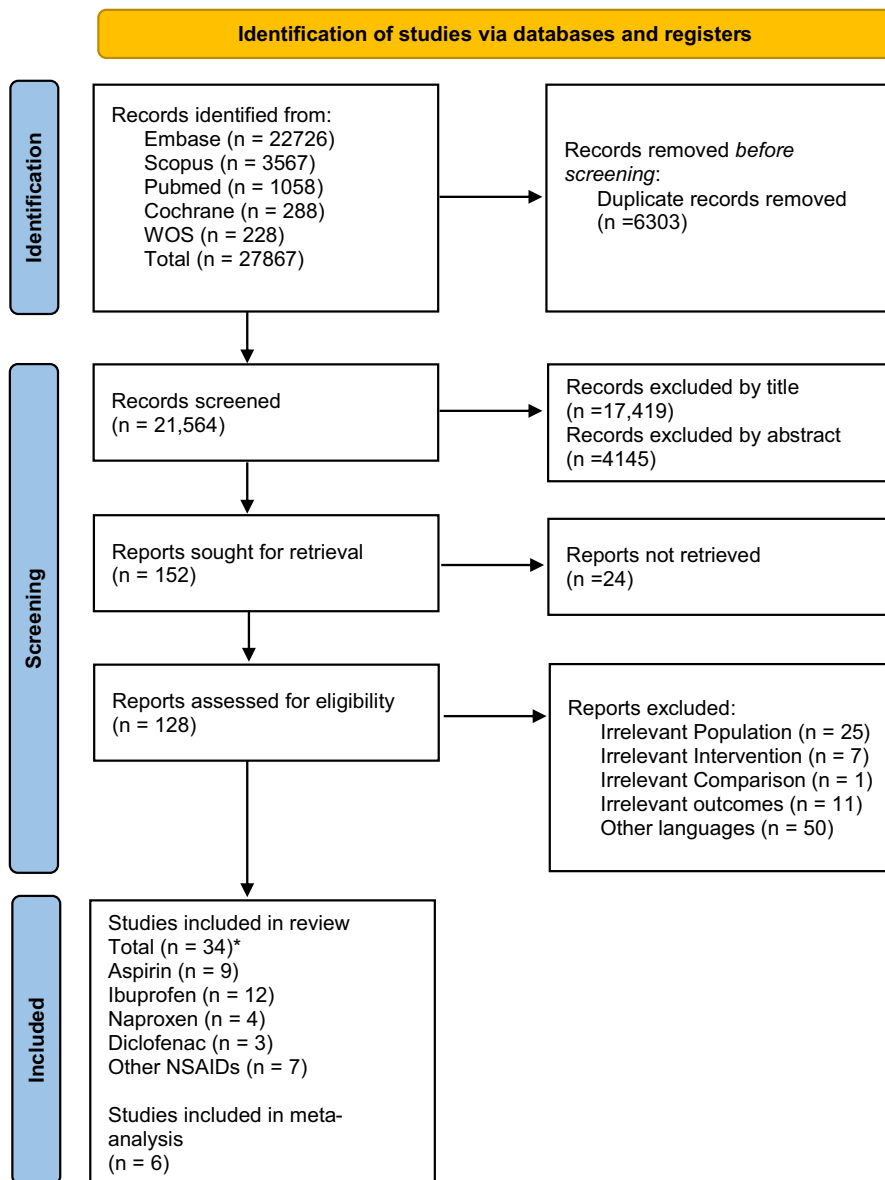 Identification of studies via databases and registers
Identification
Records identified from:
Embase (n = 22726)
Scopus (n = 3567)
Pubmed (n = 1058)
Cochrane (n = 288)
WOS (n = 228)
Total (n = 27867)
Records removed before
screening:
Duplicate records removed
(n =6303)
Screening
Records screened
(n = 21,564)
Records excluded by title
(n =17,419)
Records excluded by abstract
(n =4145)
Reports sought for retrieval
(n = 152)
Reports not retrieved
(n =24)
Reports assessed for eligibility
(n = 128)
Reports excluded:
Irrelevant Population (n = 25)
Irrelevant Intervention (n = 7)
Irrelevant Comparison (n = 1)
Irrelevant outcomes (n = 11)
Other languages (n = 50)
Included
Studies included in review
Total (n = 34)*
Aspirin (n = 9)
Ibuprofen (n = 12)
Naproxen (n = 4)
Diclofenac (n = 3)
Other NSAIDs (n = 7)
Studies included in meta-
analysis
(n = 6)